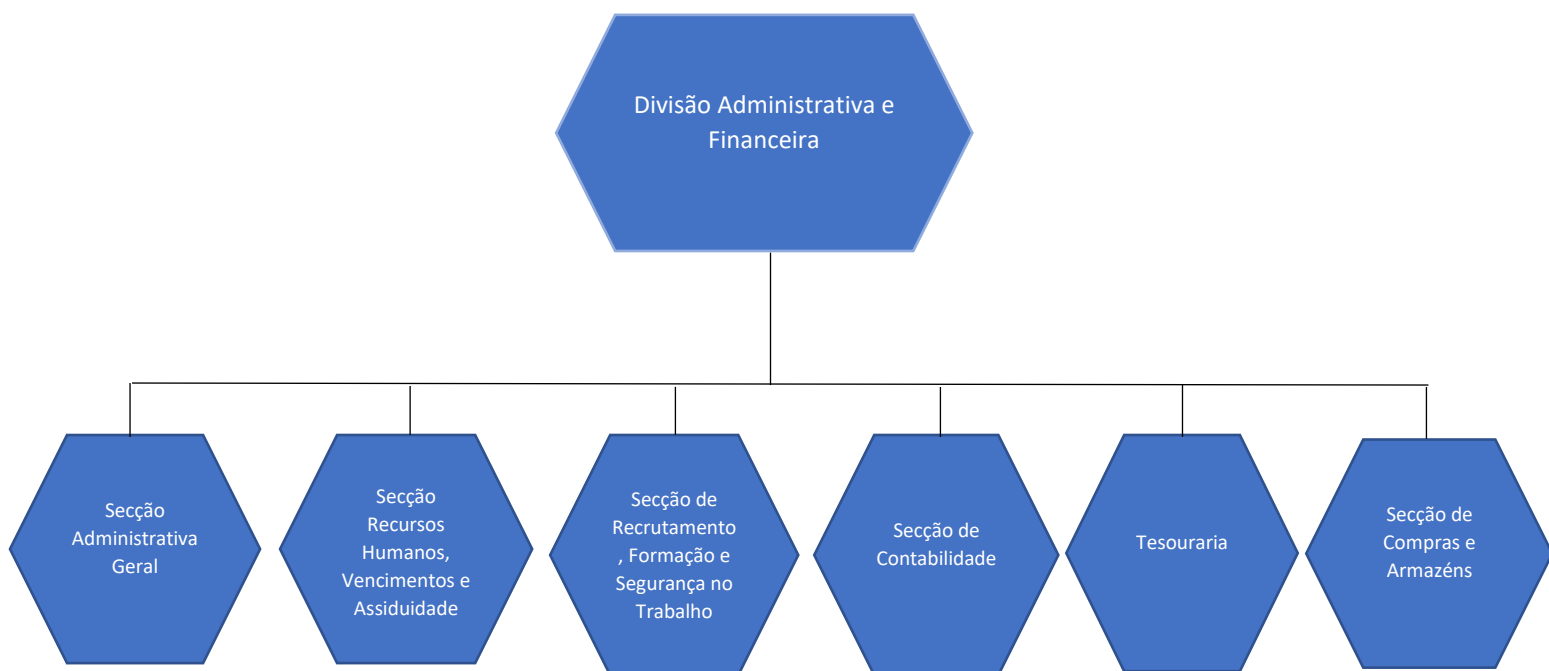 Divisão Administrativa e
Financeira
Secção
Administrativa
Geral
Secção
Recursos
Humanos,
Vencimentos e
Assiduidade
Secção de
Recrutamento
, Formação e
Segurança no
Trabalho
Secção de
Contabilidade
Tesouraria
Secção de
Compras e
Armazéns